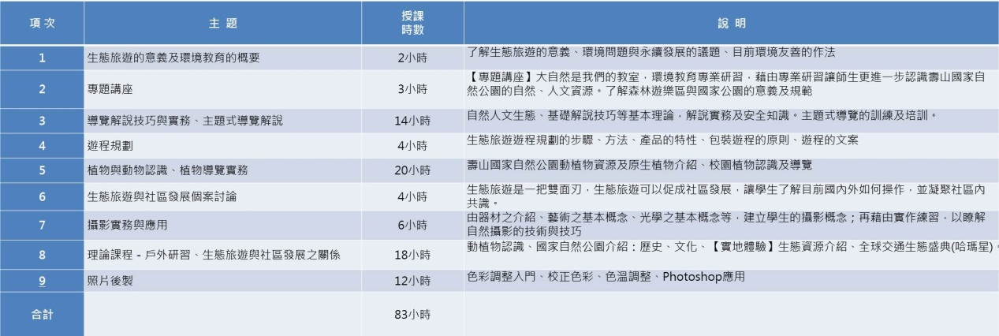 項 次
主 題
授課
時數
說 明
1
生態旅遊的意義及環境教育的概要
2小時
了解生態旅遊的意義、環境問題與永續發展的議題、目前環境友善的作法
2
專題講座
3小時
【專題講座】大自然是我們的教室，環境教育專業研習，藉由專業研習讓師生更進一步認識壽山國家自
然公園的自然、人文資源。了解森林遊樂區與國家公園的意義及規範
3
導覽解說技巧與實務、主題式導覽解說
14小時
自然人文生態、基礎解說技巧等基本理論，解說實務及安全知識。主題式導覽的訓練及培訓。
4
遊程規劃
4小時
生態旅遊遊程規劃的步驟、方法、產品的特性、包裝遊程的原則、遊程的文案
5
植物與動物認識、植物導覽實務
20小時
壽山國家自然公園動植物資源及原生植物介紹、校園植物認識及導覽
6
生態旅遊與社區發展個案討論
4小時
生態旅遊是一把雙面刃，生態旅遊可以促成社區發展，讓學生了解目前國內外如何操作，並凝聚社區內
共識。
7
攝影實務與應用
6小時
由器材之介紹、藝術之基本概念、光學之基本概念等，建立學生的攝影概念；再藉由實作練習，以瞭解
自然攝影的技術與技巧
8
理論課程－戶外研習、生態旅遊與社區發展之關係
18小時
動植物認識、國家自然公園介紹：歷史、文化、【實地體驗】生態資源介紹、全球交通生態盛典(哈瑪星)。
9
照片後製
12小時
色彩調整入門、校正色彩、色溫調整、Photoshop應用
合計
83小時